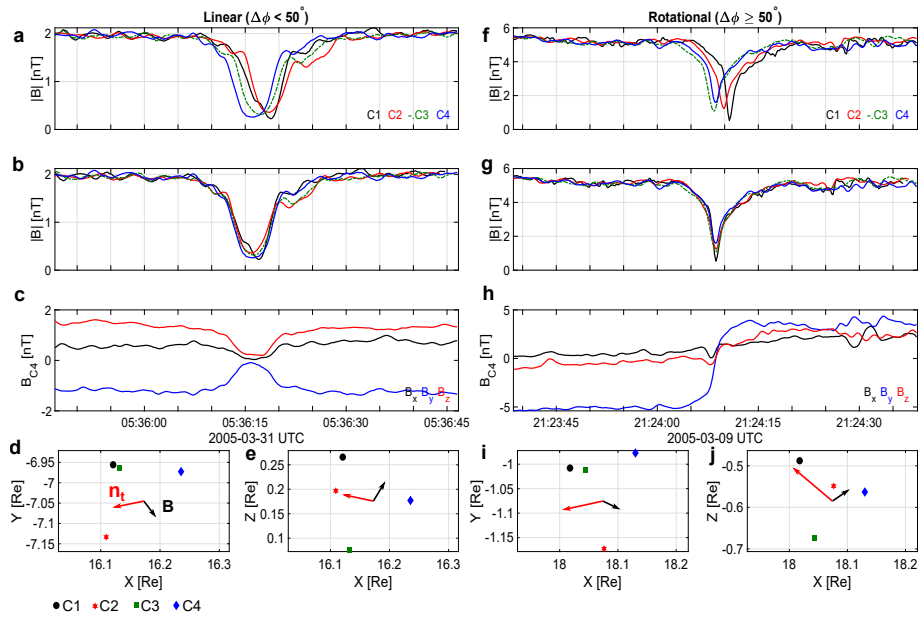 Linear (Δϕ < 50°)
Rotational (Δϕ ≥ 50°)
a
2
1
0
|B| [nT]
C1 C2 -.C3 C4
f
6
4
2
0
|B| [nT]
C1 C2 -.C3 C4
b
2
1
0
|B| [nT]
g
6
4
2
0
|B| [nT]
c
2
0
-2
B_C4 [nT]
B_x B_y B_z
05:36:00 05:36:15 05:36:30 05:36:45
2005-03-31 UTC
h
5
0
-5
B_C4 [nT]
B_x B_y B_z
21:23:45 21:24:00 21:24:15 21:24:30
2005-03-09 UTC
d
-6.95
-7
-7.05
-7.1
-7.15
Y [Re]
n_t
B
16.1 16.2 16.3
X [Re]
e
0.25
0.2
0.15
0.1
Z [Re]
16.1 16.2 16.3
X [Re]
i
-1
-1.05
-1.1
-1.15
Y [Re]
18 18.1 18.2
X [Re]
j
-0.5
-0.6
-0.7
Z [Re]
18 18.1 18.2
X [Re]
C1 C2 C3 C4